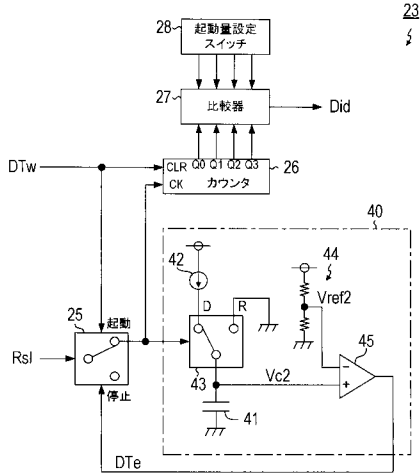 23
28
起動量設定
スイッチ
27
比較器
Did
DTw
CLR Q0 Q1 Q2 Q3
CK カウンタ
26
40
42
44
25
起動
D R
Vref2
45
Rsl
停止
43
Vc2
−
+
41
DTe